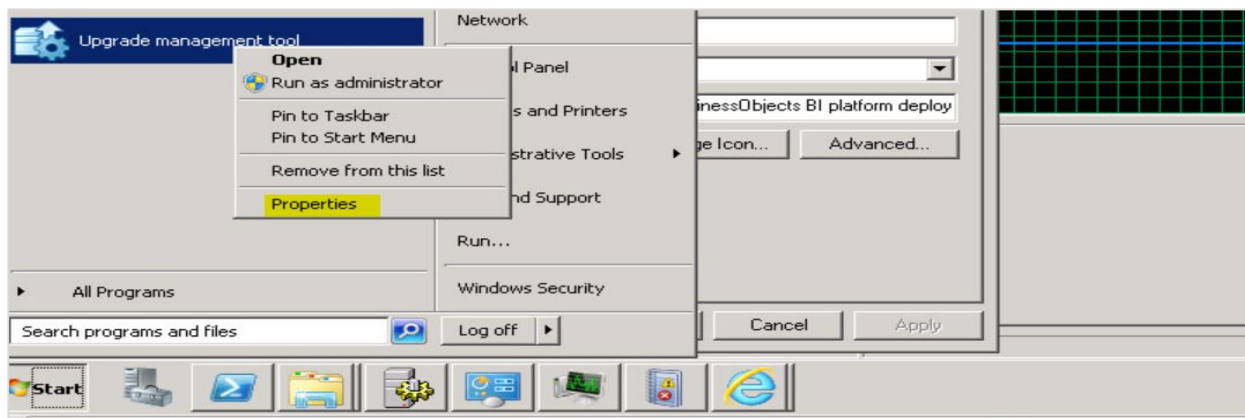 Upgrade management tool
Open
Run as administrator
Pin to Taskbar
Pin to Start Menu
Remove from this list
Properties
All Programs
Search programs and files
Network
l Panel
s and Printers
strative Tools
nd Support
Run...
Windows Security
Log off
inessObjects BI platform deploy
ge Icon...
Advanced...
Cancel
Apply
Start